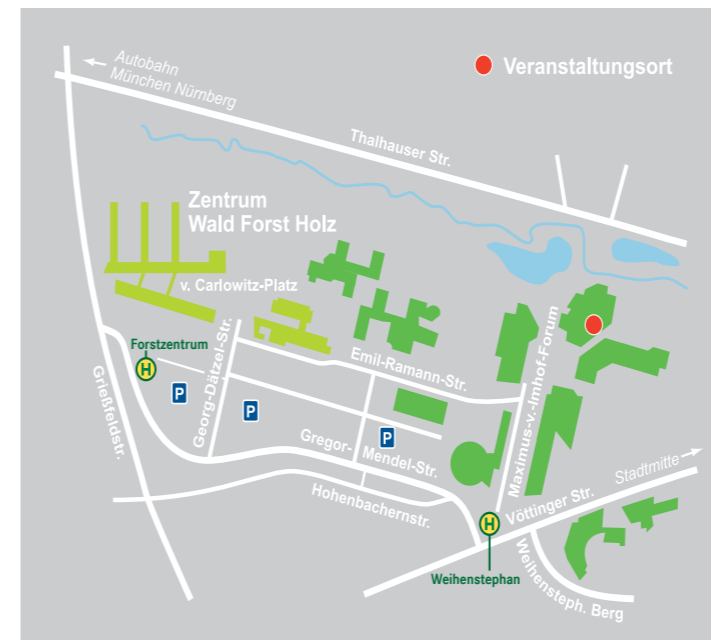 Autobahn
München Nürnberg
Veranstaltungsort
Thalhauser Str.
Zentrum
Wald Forst Holz
v. Carlowitz-Platz
Forstzentrum
H
Georg-Dätzel-Str.
Emil-Ramann-Str.
Maximus-v.-Imhof-Forum
Grießfeldstr.
P
P
P
Gregor-
Mendel-Str.
Hohenbachernstr.
Stadtmitte
Vöttinger Str.
H
Weihenstephan
Weihensteph. Berg